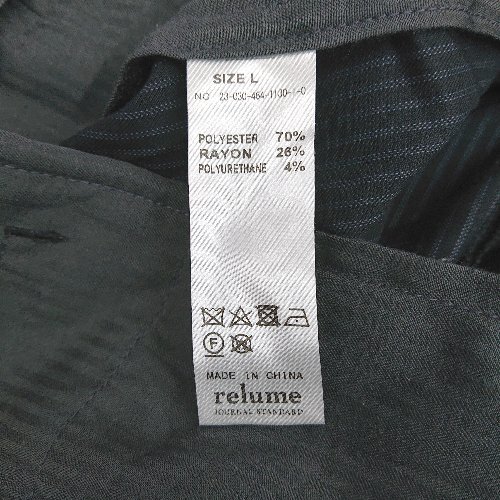 SIZE L
NO 23-030-464-1100-1-0
POLYESTER 70%
RAYON 26%
POLYURETHANE 4%
F W
MADE IN CHINA
relume
JOURNAL STANDARD